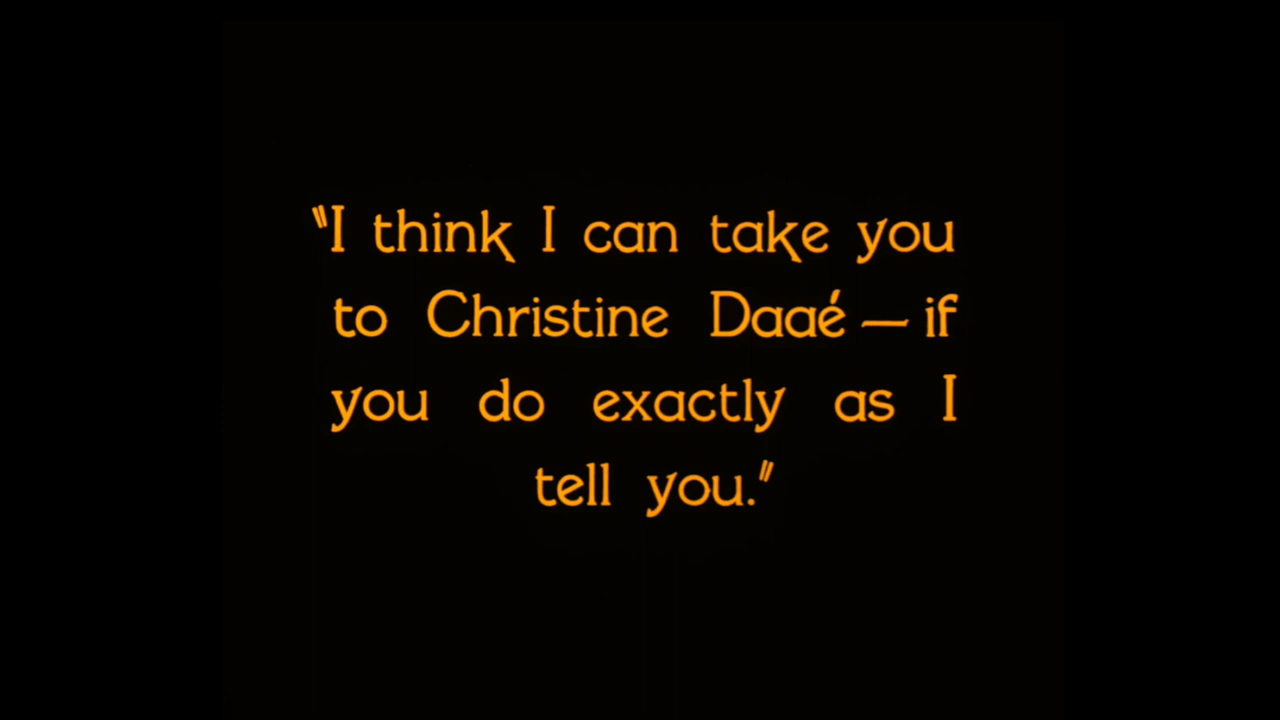 "I think I can take you
to Christine Daaé — if
you do exactly as I
tell you."